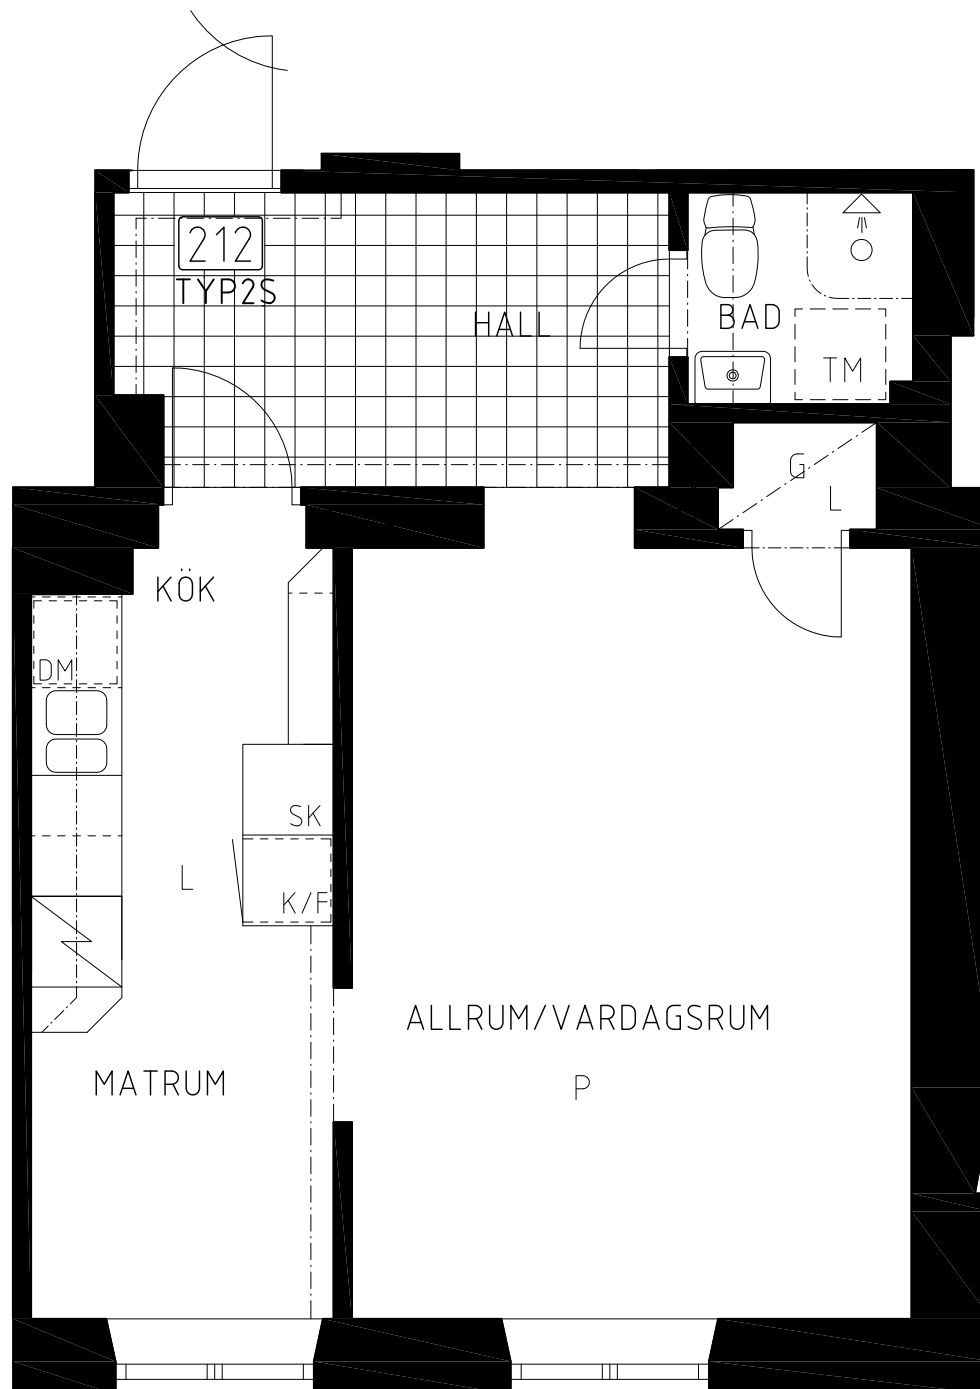 212
TYP2S
HALL
BAD
TM
G
L
KÖK
DM
SK
L
K/F
ALLRUM/VARDAGSRUM
MATRUM
P